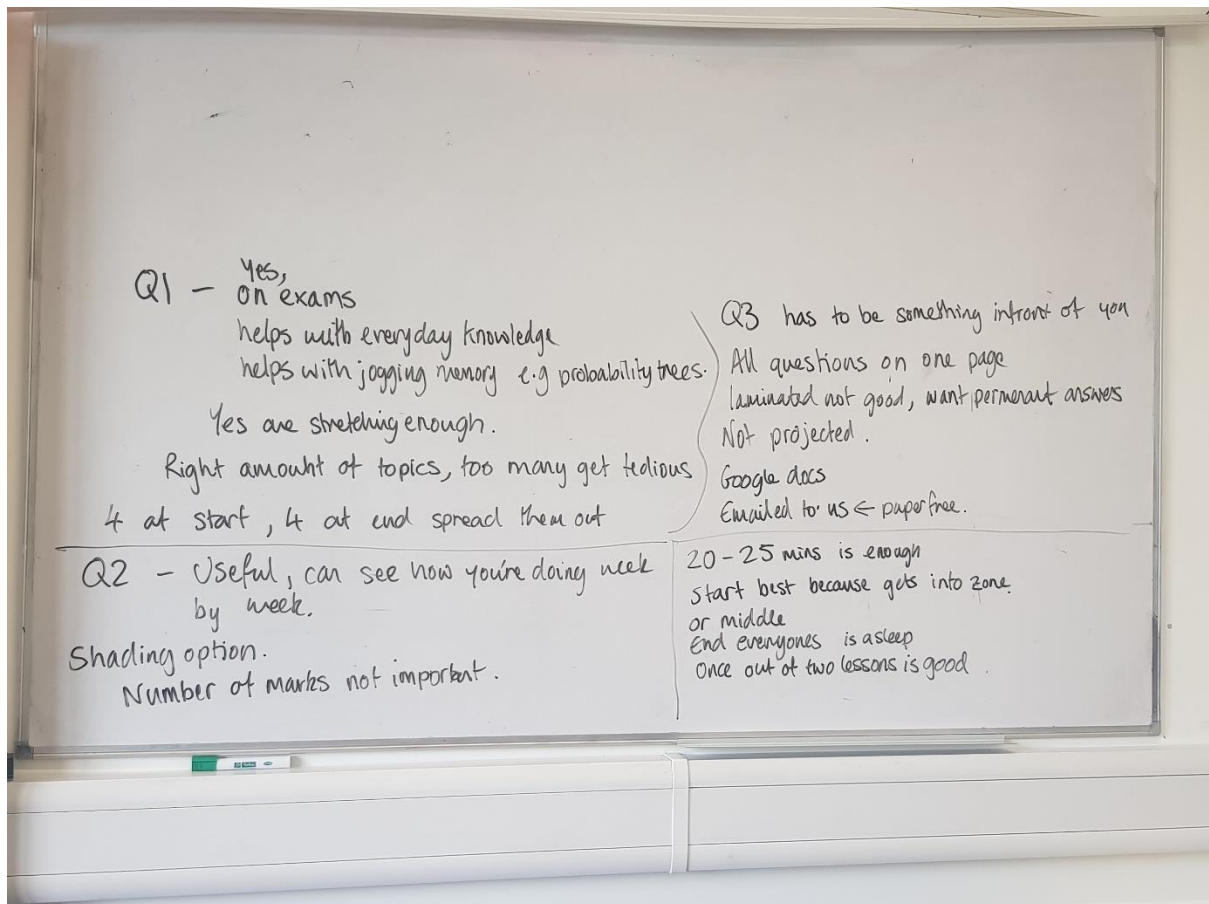 Q1 - Yes,
on exams
helps with everyday knowledge
helps with jogging memory e.g probability trees.
Yes are stretching enough.
Right amount of topics, too many get tedious
4 at start, 4 at end spread them out
Q2 - Useful, can see how you're doing week
by week.
Shading option.
Number of marks not important.
Q3 has to be something infront of you
All questions on one page
laminated not good, want permenant answers
Not projected.
Google docs
Emailed to us ← paperfree.
20-25 mins is enough
Start best because gets into zone.
or middle
End everyones is asleep
Once out of two lessons is good.